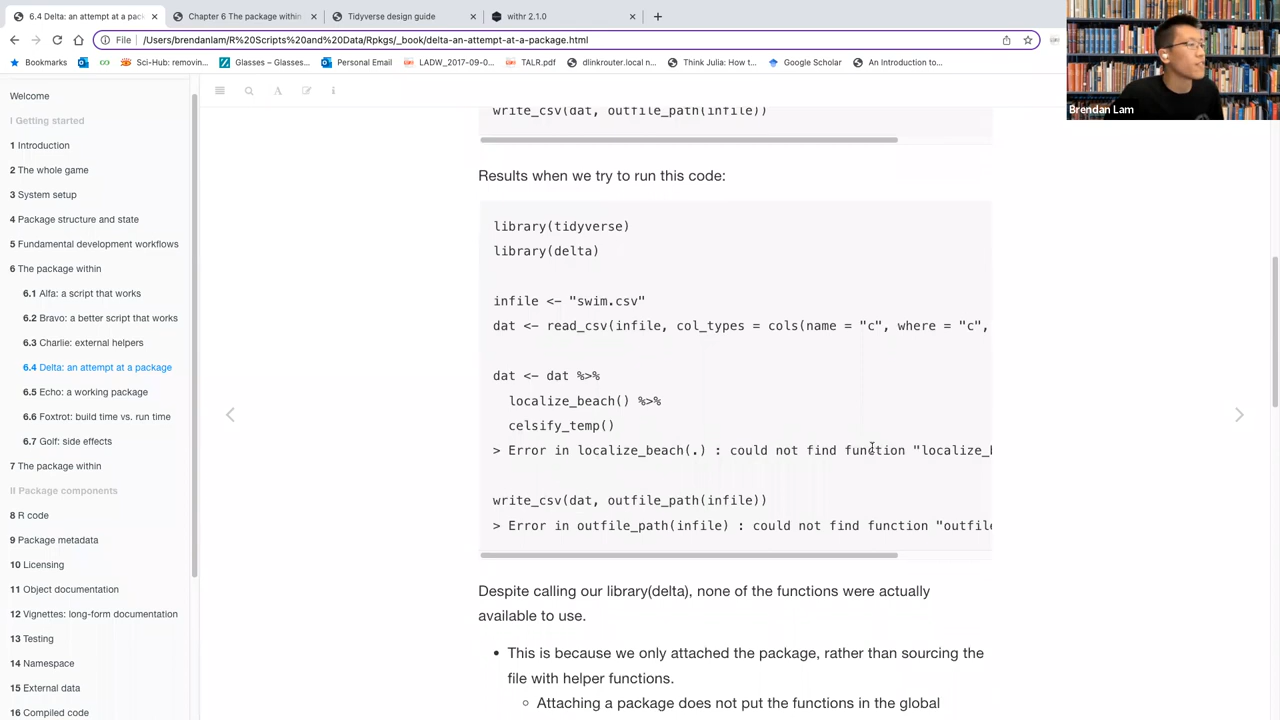 6.4 Delta: an attempt at a pack
Chapter 6 The package within
Tidyverse design guide
withr 2.1.0
File /Users/brendanlam/R%20Scripts%20and%20Data/Rpkgs/_book/delta-an-attempt-at-a-package.html
Bookmarks
Sci-Hub: removin...
Glasses – Glasses...
Personal Email
LADW_2017-09-0...
TALR.pdf
dlinkrouter.local n...
Think Julia: How t...
Google Scholar
An Introduction to...
Brendan Lam
Welcome
I Getting started
1 Introduction
2 The whole game
3 System setup
4 Package structure and state
5 Fundamental development workflows
6 The package within
6.1 Alfa: a script that works
6.2 Bravo: a better script that works
6.3 Charlie: external helpers
6.4 Delta: an attempt at a package
6.5 Echo: a working package
6.6 Foxtrot: build time vs. run time
6.7 Golf: side effects
7 The package within
II Package components
8 R code
9 Package metadata
10 Licensing
11 Object documentation
12 Vignettes: long-form documentation
13 Testing
14 Namespace
15 External data
16 Compiled code
write_csv(dat, outfile_path(infile))
Results when we try to run this code:
library(tidyverse)
library(delta)
infile <- "swim.csv"
dat <- read_csv(infile, col_types = cols(name = "c", where = "c",
dat <- dat %>%
localize_beach() %>%
celsify_temp()
> Error in localize_beach(.) : could not find function "localize_b
write_csv(dat, outfile_path(infile))
> Error in outfile_path(infile) : could not find function "outfile
Despite calling our library(delta), none of the functions were actually
available to use.
• This is because we only attached the package, rather than sourcing the
file with helper functions.
○ Attaching a package does not put the functions in the global